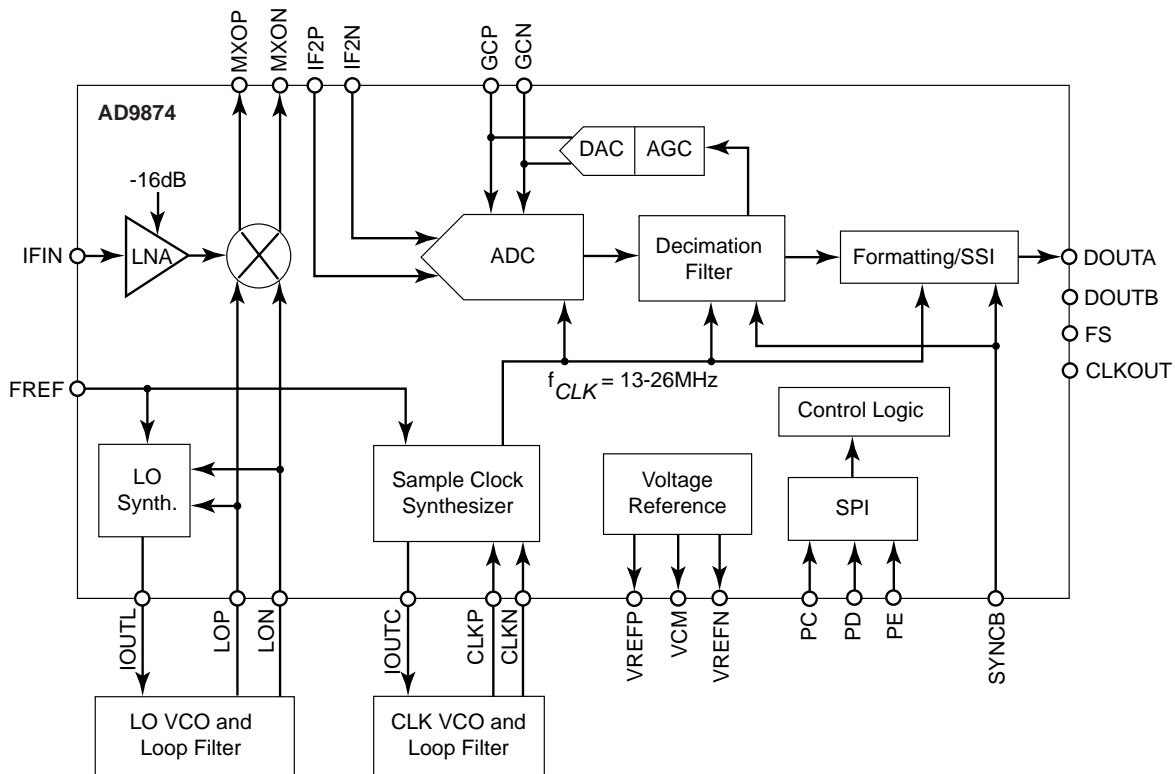 MXOP
MXON
IF2P
IF2N
GCP
GCN
AD9874
DAC
AGC
-16dB
LNA
IFIN
ADC
Decimation
Filter
Formatting/SSI
DOUTA
DOUTB
FS
CLKOUT
FREF
fCLK = 13-26MHz
Control Logic
LO
Synth.
Sample Clock
Synthesizer
Voltage
Reference
SPI
IOUTL
LOP
LON
IOUTC
CLKP
CLKN
VREFP
VCM
VREFN
PC
PD
PE
SYNCB
LO VCO and
Loop Filter
CLK VCO and
Loop Filter